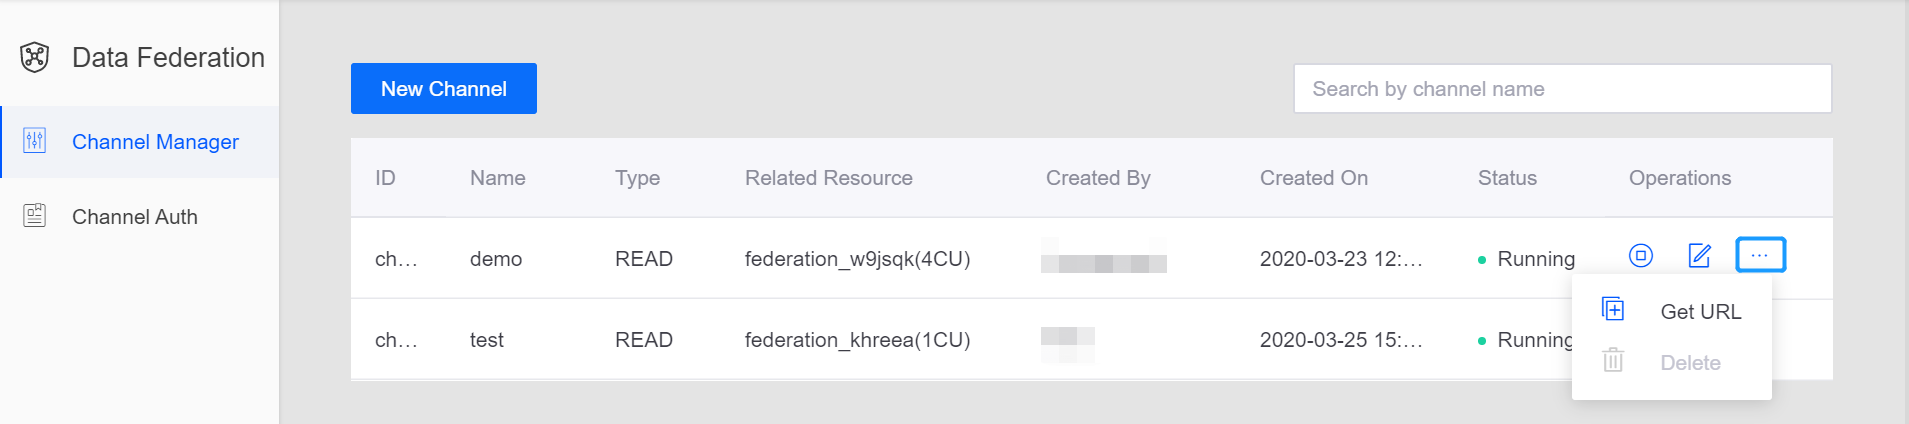 Data Federation
Channel Manager
Channel Auth
New Channel
Search by channel name
ID Name Type Related Resource Created By Created On Status Operations
ch... demo READ federation_w9jsqk(4CU) 2020-03-23 12:... Running ...
ch... test READ federation_khreea(1CU) 2020-03-25 15:... Running
Get URL
Delete